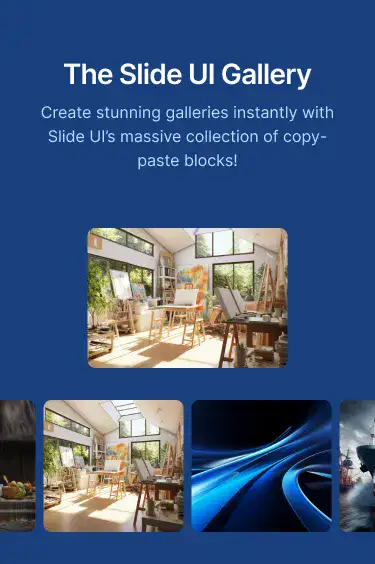 The Slide UI Gallery
Create stunning galleries instantly with
Slide UI’s massive collection of copy-
paste blocks!